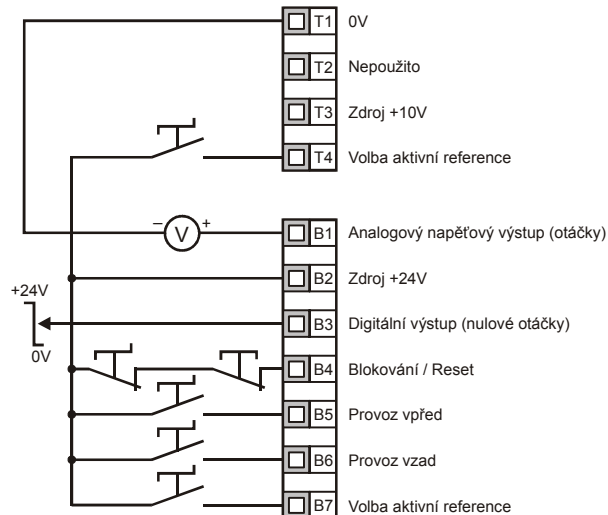 T1 0V
T2 Nepoužito
T3 Zdroj +10V
T4 Volba aktivní reference
– V +
B1 Analogový napěťový výstup (otáčky)
B2 Zdroj +24V
+24V
B3 Digitální výstup (nulové otáčky)
0V
B4 Blokování / Reset
B5 Provoz vpřed
B6 Provoz vzad
B7 Volba aktivní reference